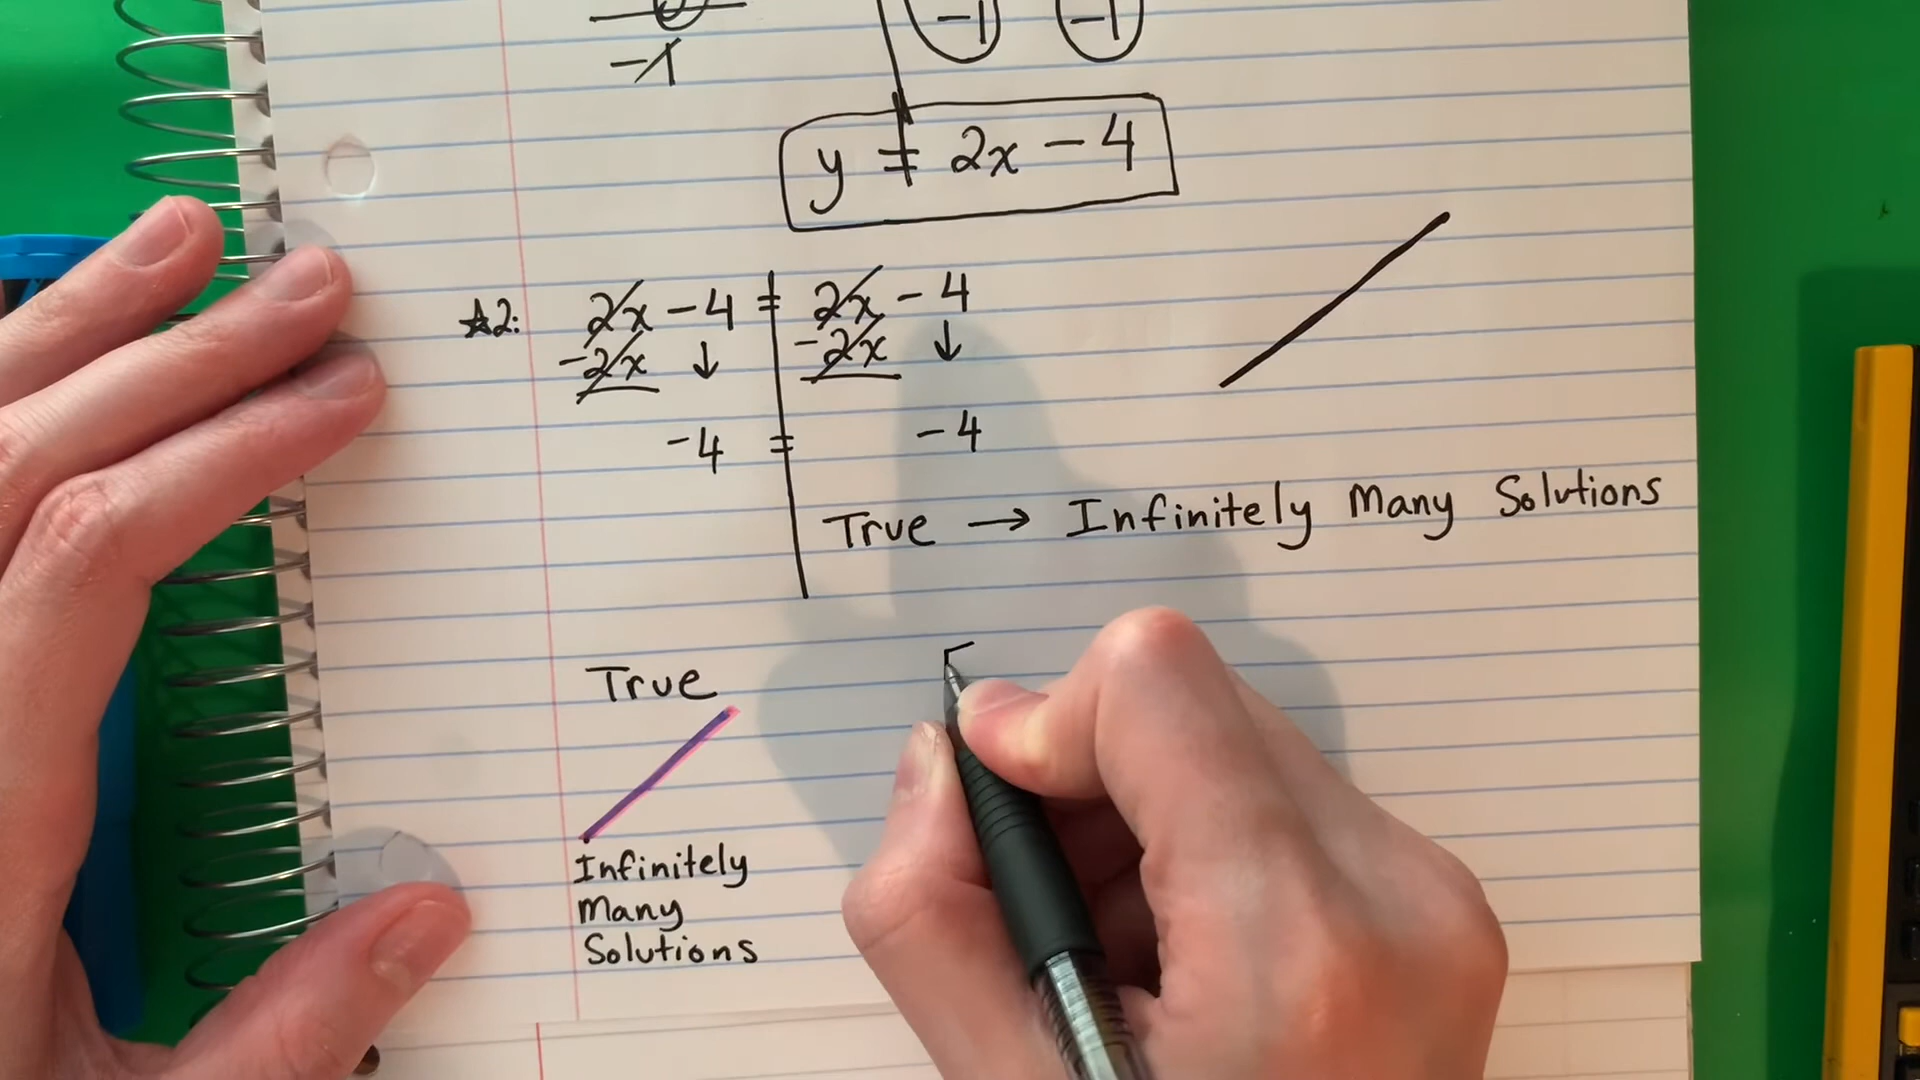 -1 -1
-1
y = 2x - 4
☆2: 2x - 4 = 2x - 4
-2x ↓ -2x ↓
-4 = -4
True → Infinitely Many Solutions
True
Infinitely
Many
Solutions